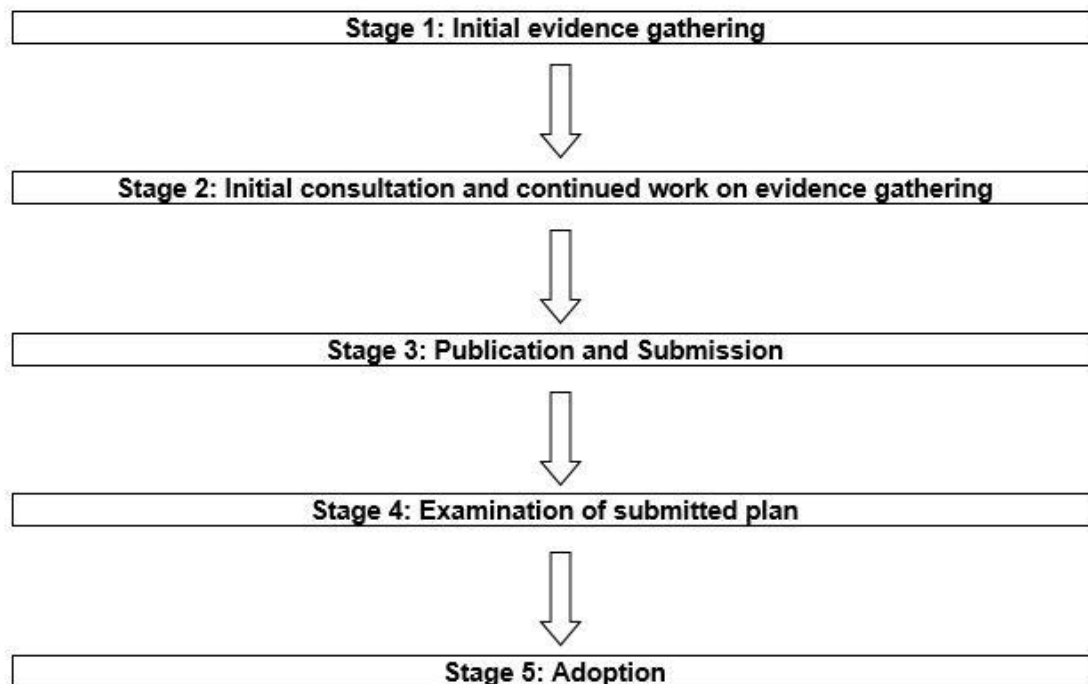 Stage 1: Initial evidence gathering
Stage 2: Initial consultation and continued work on evidence gathering
Stage 3: Publication and Submission
Stage 4: Examination of submitted plan
Stage 5: Adoption